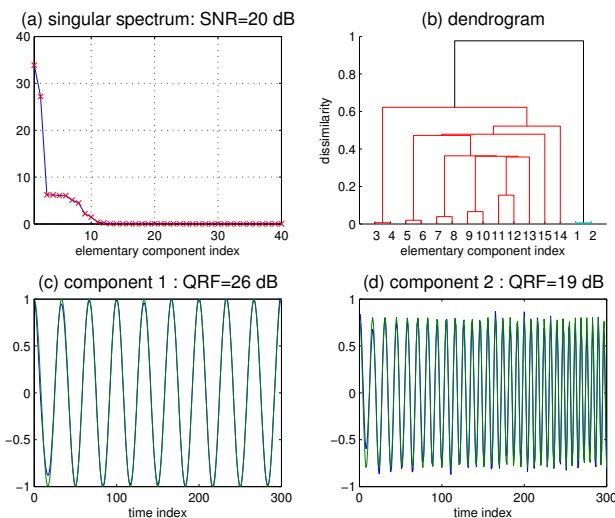 (a) singular spectrum: SNR=20 dB
40
30
20
10
0
10 20 30 40
elementary component index
(b) dendrogram
1
0.8
0.6
0.4
0.2
0
dissimilarity
3 4 5 6 7 8 9 10 11 12 13 15 14 1 2
elementary component index
(c) component 1 : QRF=26 dB
1
0.5
0
−0.5
−1
0 100 200 300
time index
(d) component 2 : QRF=19 dB
1
0.5
0
−0.5
−1
0 100 200 300
time index